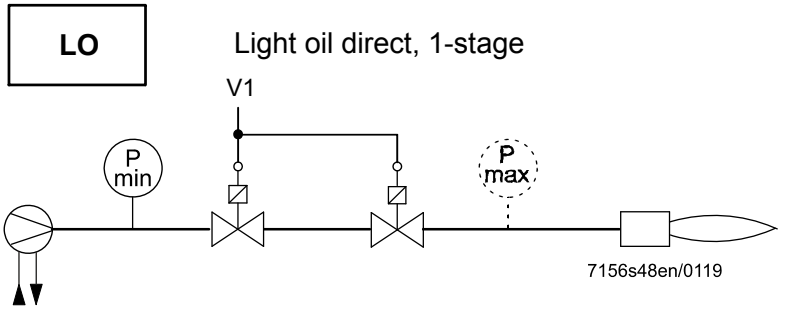 LO
Light oil direct, 1-stage
V1
P
min
P
max
7156s48en/0119